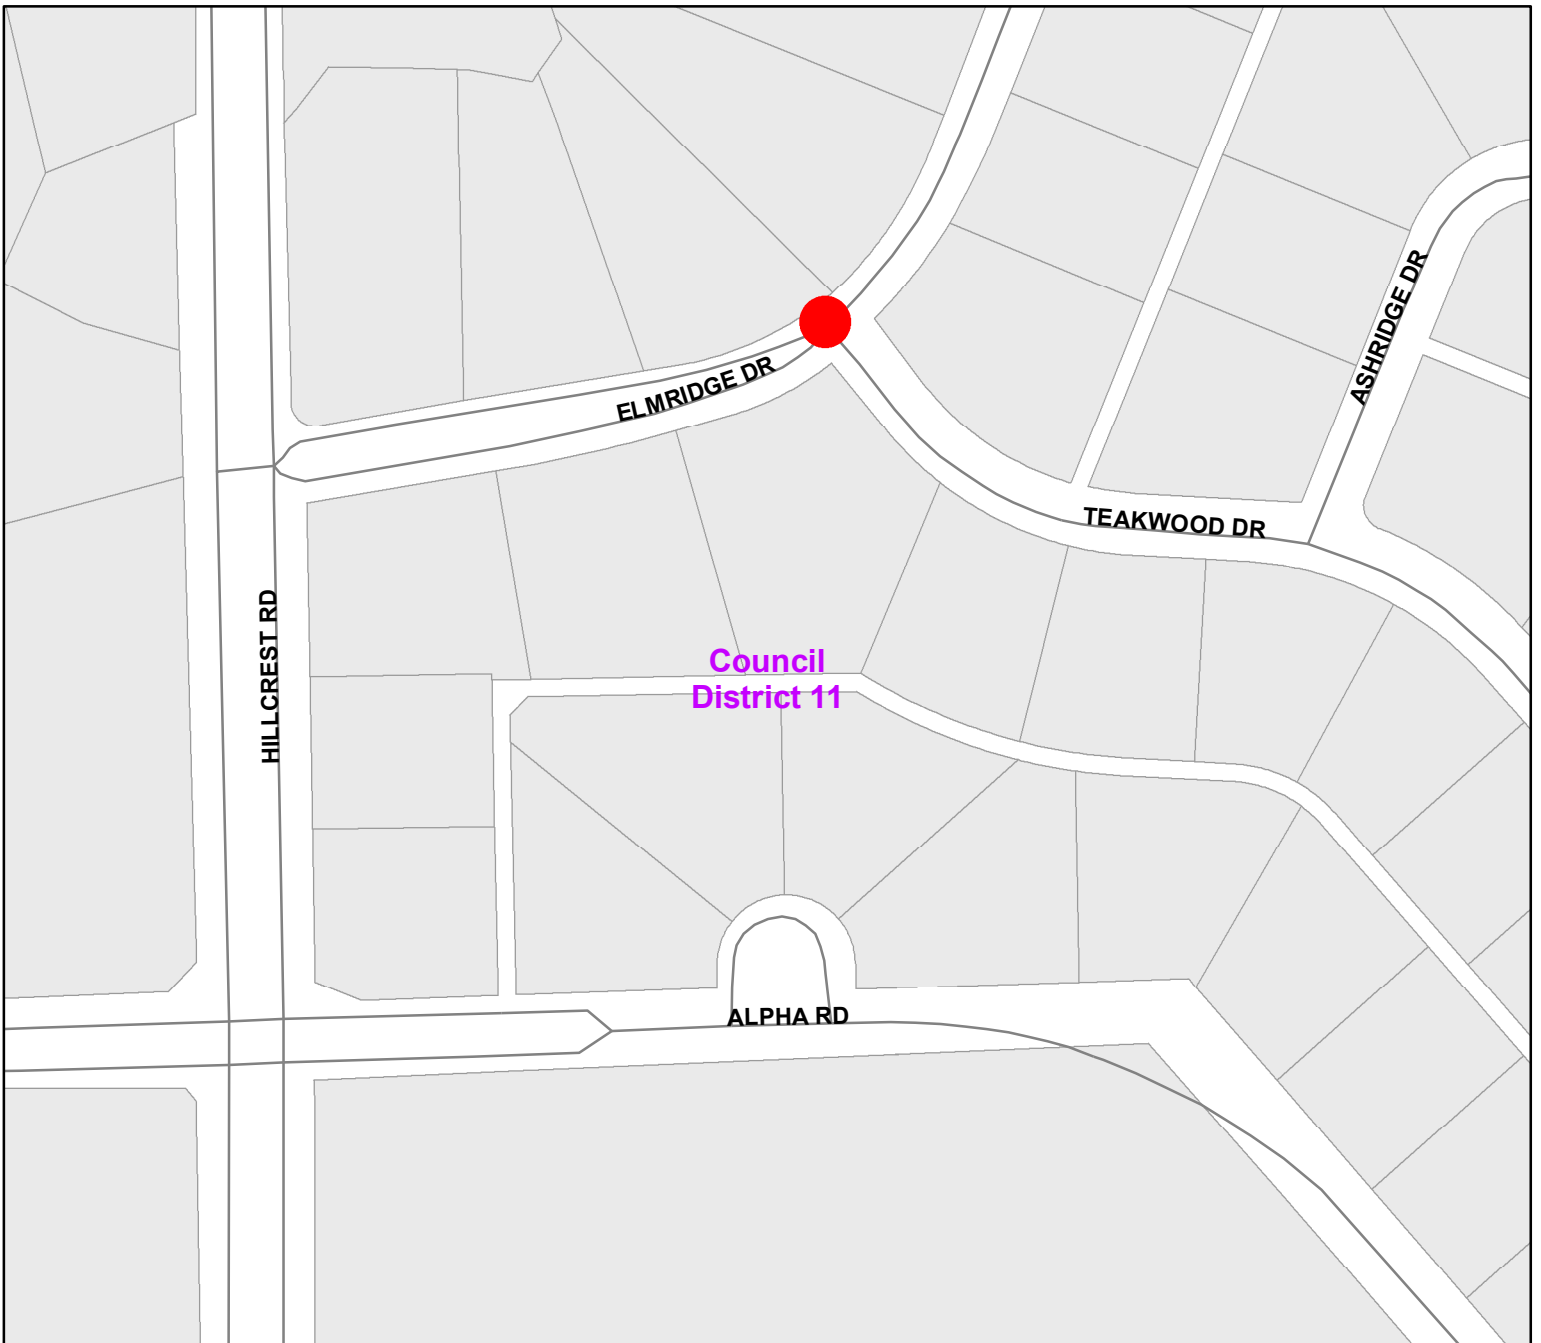 ASHRIDGE DR
ELMRIDGE DR
TEAKWOOD DR
HILLCREST RD
Council
District 11
ALPHA RD